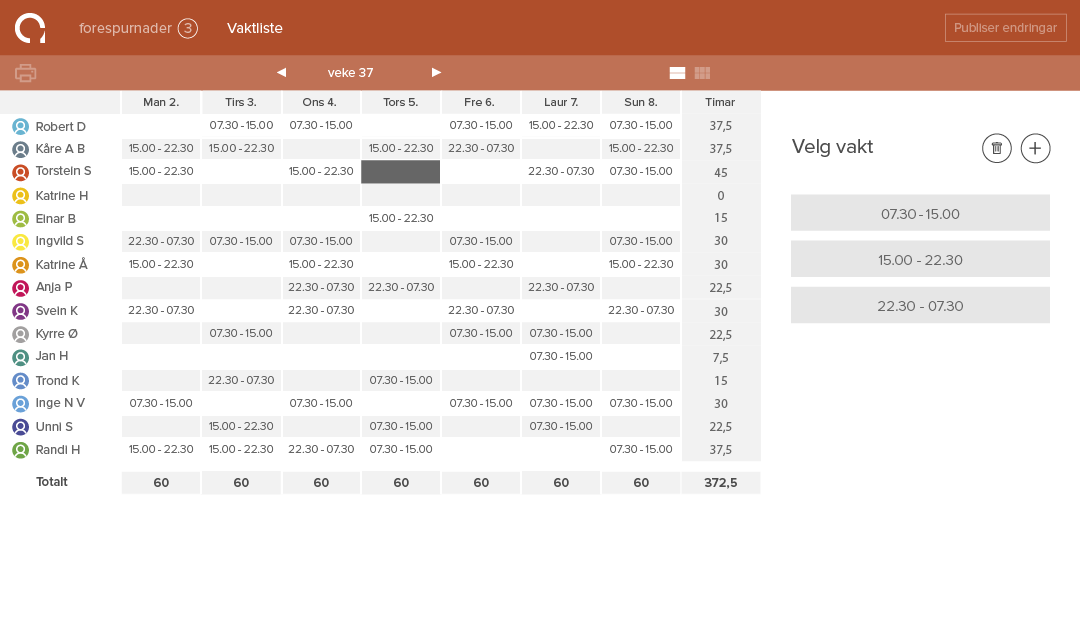 forespurnader 3 Vaktliste Publiser endringar
veke 37
Man 2. Tirs 3. Ons 4. Tors 5. Fre 6. Laur 7. Sun 8. Timar
Robert D 07.30 - 15.00 07.30 - 15.00 07.30 - 15.00 15.00 - 22.30 07.30 - 15.00 37,5
Kåre A B 15.00 - 22.30 15.00 - 22.30 15.00 - 22.30 22.30 - 07.30 15.00 - 22.30 37,5
Torstein S 15.00 - 22.30 15.00 - 22.30 22.30 - 07.30 07.30 - 15.00 45
Katrine H 0
Einar B 15.00 - 22.30 15
Ingvild S 22.30 - 07.30 07.30 - 15.00 07.30 - 15.00 07.30 - 15.00 07.30 - 15.00 30
Katrine Å 15.00 - 22.30 15.00 - 22.30 15.00 - 22.30 15.00 - 22.30 30
Anja P 22.30 - 07.30 22.30 - 07.30 22.30 - 07.30 22,5
Svein K 22.30 - 07.30 22.30 - 07.30 22.30 - 07.30 22.30 - 07.30 30
Kyrre Ø 07.30 - 15.00 07.30 - 15.00 07.30 - 15.00 22,5
Jan H 07.30 - 15.00 7,5
Trond K 22.30 - 07.30 07.30 - 15.00 15
Inge N V 07.30 - 15.00 07.30 - 15.00 07.30 - 15.00 07.30 - 15.00 07.30 - 15.00 30
Unni S 15.00 - 22.30 07.30 - 15.00 07.30 - 15.00 22,5
Randi H 15.00 - 22.30 15.00 - 22.30 22.30 - 07.30 07.30 - 15.00 07.30 - 15.00 37,5
Totalt 60 60 60 60 60 60 60 372,5
Velg vakt
07.30 - 15.00
15.00 - 22.30
22.30 - 07.30